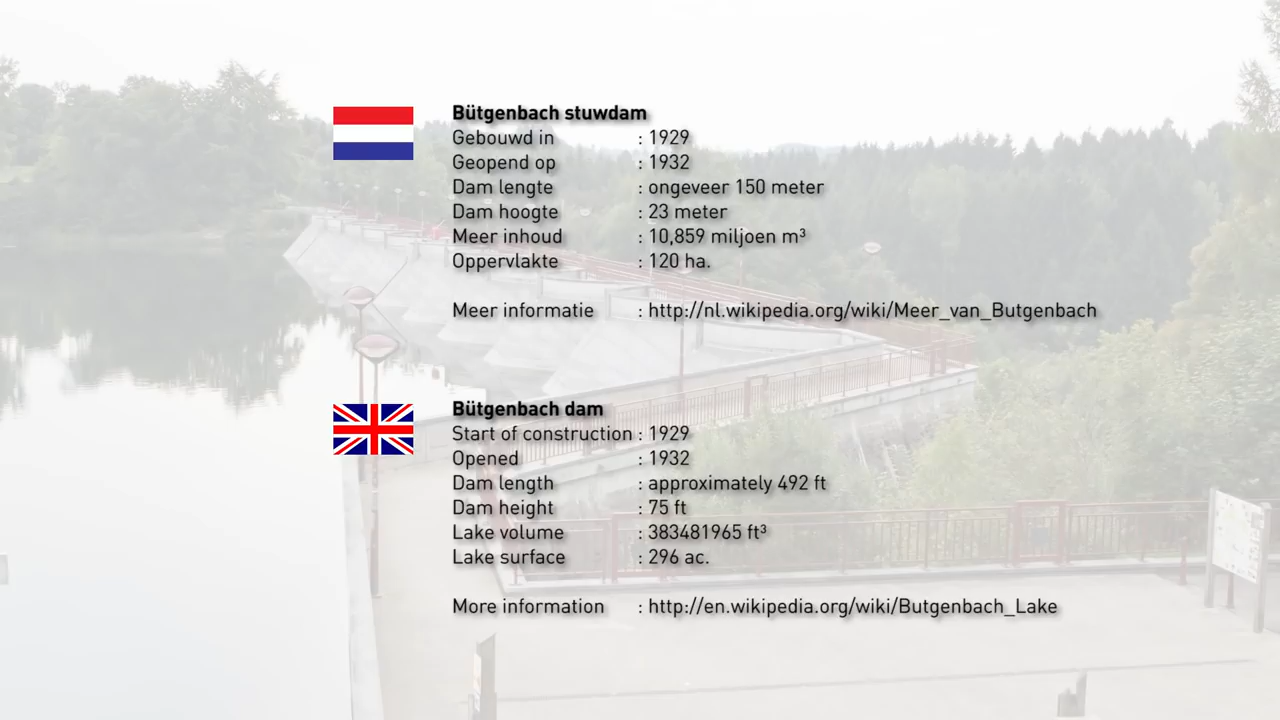 Bütgenbach stuwdam
Gebouwd in : 1929
Geopend op : 1932
Dam lengte : ongeveer 150 meter
Dam hoogte : 23 meter
Meer inhoud : 10,859 miljoen m³
Oppervlakte : 120 ha.
Meer informatie : http://nl.wikipedia.org/wiki/Meer_van_Butgenbach
Bütgenbach dam
Start of construction : 1929
Opened : 1932
Dam length : approximately 492 ft
Dam height : 75 ft
Lake volume : 383481965 ft³
Lake surface : 296 ac.
More information : http://en.wikipedia.org/wiki/Butgenbach_Lake